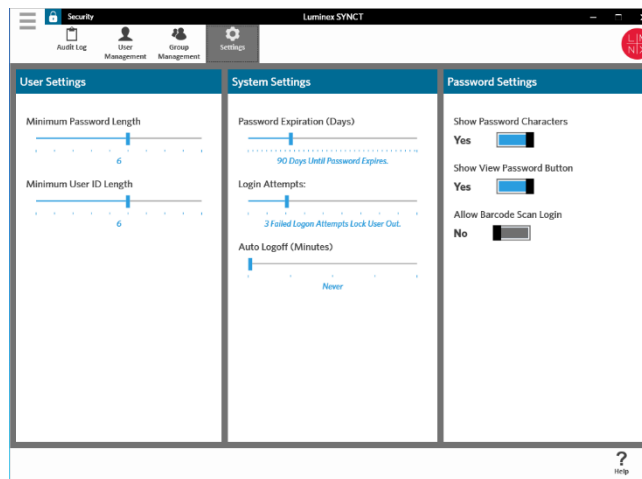 Security
Luminex SYNCT
Audit Log
User Management
Group Management
Settings
User Settings
System Settings
Password Settings
Minimum Password Length
6
Minimum User ID Length
6
Password Expiration (Days)
90 Days Until Password Expires.
Login Attempts:
3 Failed Logon Attempts Lock User Out.
Auto Logoff (Minutes)
Never
Show Password Characters
Yes
Show View Password Button
Yes
Allow Barcode Scan Login
No
?
Help